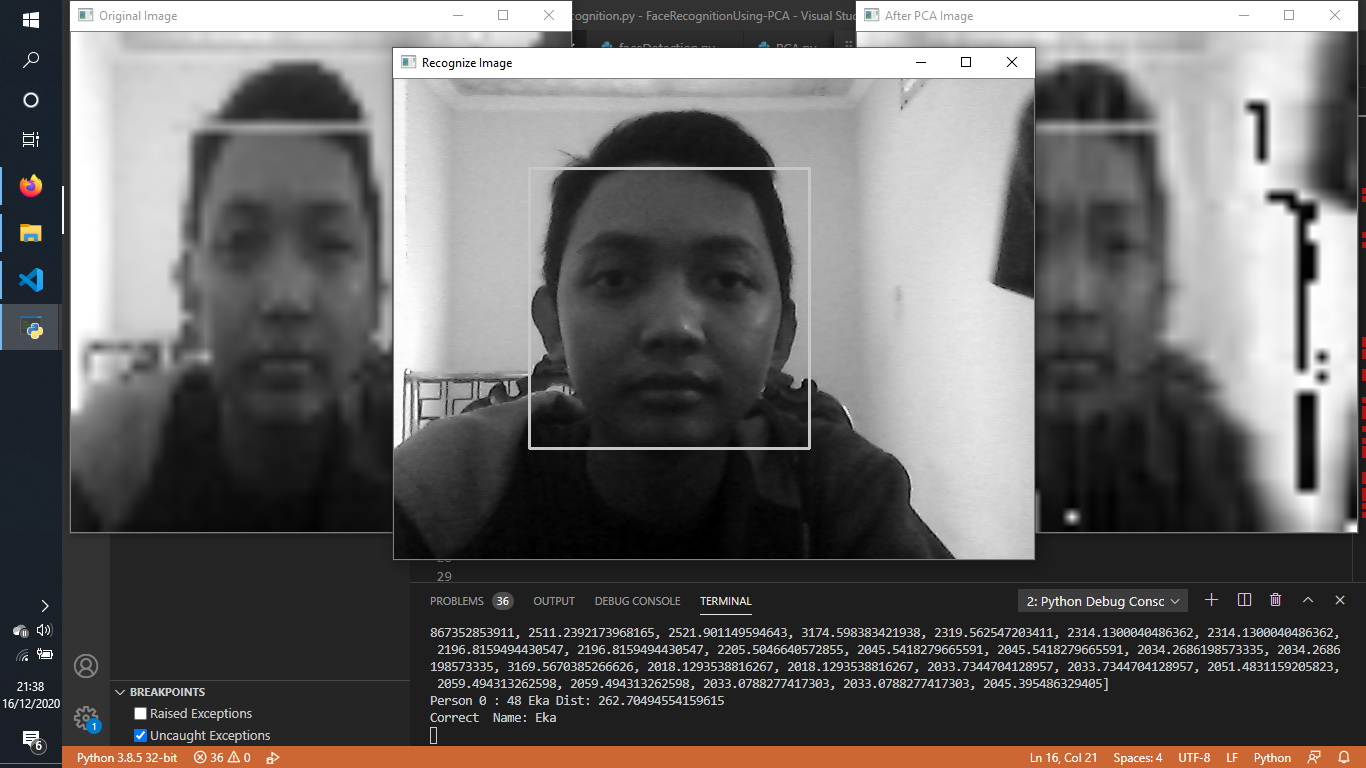 Original Image
cognition.py - FaceRecognitionUsing-PCA - Visual Stud
After PCA Image
faceDetection.py
PCA.py
Recognize Image
29
PROBLEMS 36 OUTPUT DEBUG CONSOLE TERMINAL 2: Python Debug Consc
867352853911, 2511.2392173968165, 2521.901149594643, 3174.598383421938, 2319.562547203411, 2314.1300040486362, 2314.1300040486362,
2196.8159494430547, 2196.8159494430547, 2205.5046640572855, 2045.5418279665591, 2045.5418279665591, 2034.2686198573335, 2034.2686
198573335, 3169.5670385266626, 2018.1293538816267, 2018.1293538816267, 2033.7344704128957, 2033.7344704128957, 2051.4831159205823,
2059.494313262598, 2059.494313262598, 2033.0788277417303, 2033.0788277417303, 2045.395486329405]
Person 0 : 48 Eka Dist: 262.70494554159615
Correct  Name: Eka
BREAKPOINTS
Raised Exceptions
Uncaught Exceptions
1
21:38
16/12/2020
6
Python 3.8.5 32-bit 36 0 Ln 16, Col 21 Spaces: 4 UTF-8 LF Python